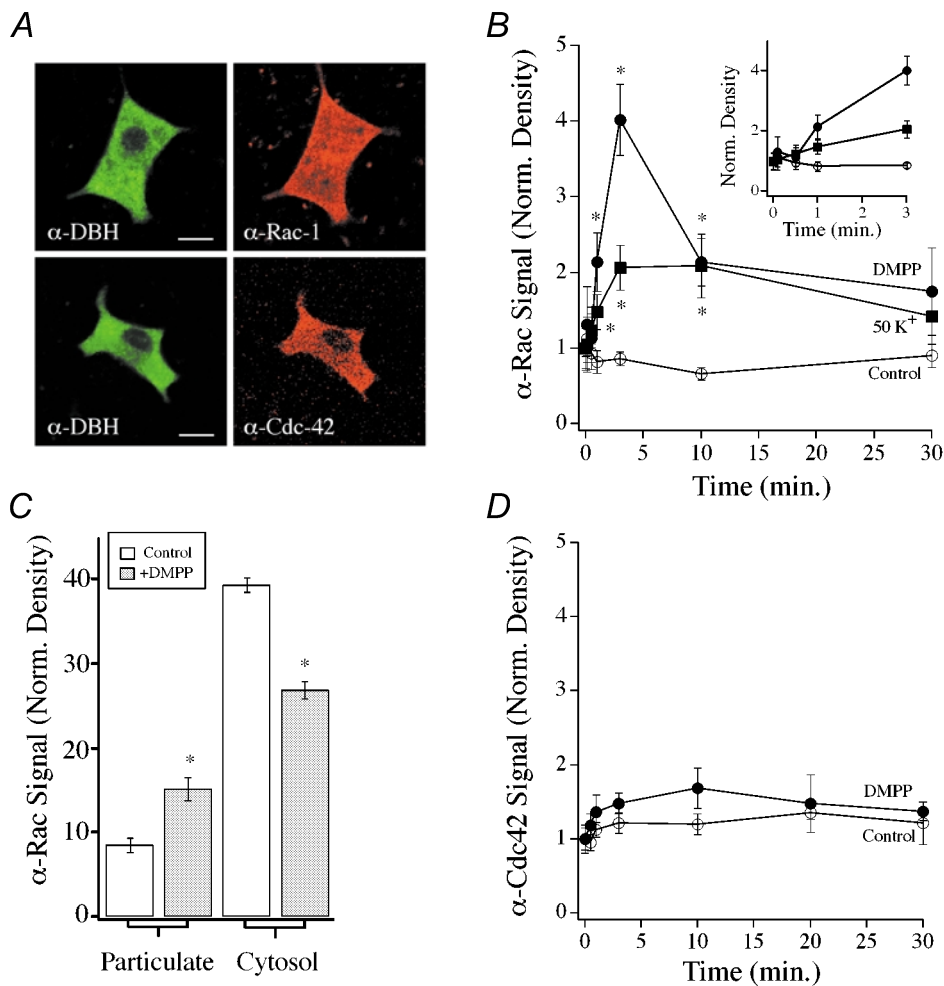 A
α-DBH
α-Rac-1
α-DBH
α-Cdc-42
B
α-Rac Signal (Norm. Density)
5
4
3
2
1
0
*
*
*
*
*
*
DMPP
50 K+
Control
0
5
10
15
20
25
30
Time (min.)
Norm. Density
4
2
0
0
1
2
3
Time (min.)
C
α-Rac Signal (Norm. Density)
Control
+DMPP
40
30
20
10
0
*
*
Particulate
Cytosol
D
α-Cdc42 Signal (Norm. Density)
5
4
3
2
1
0
DMPP
Control
0
5
10
15
20
25
30
Time (min.)